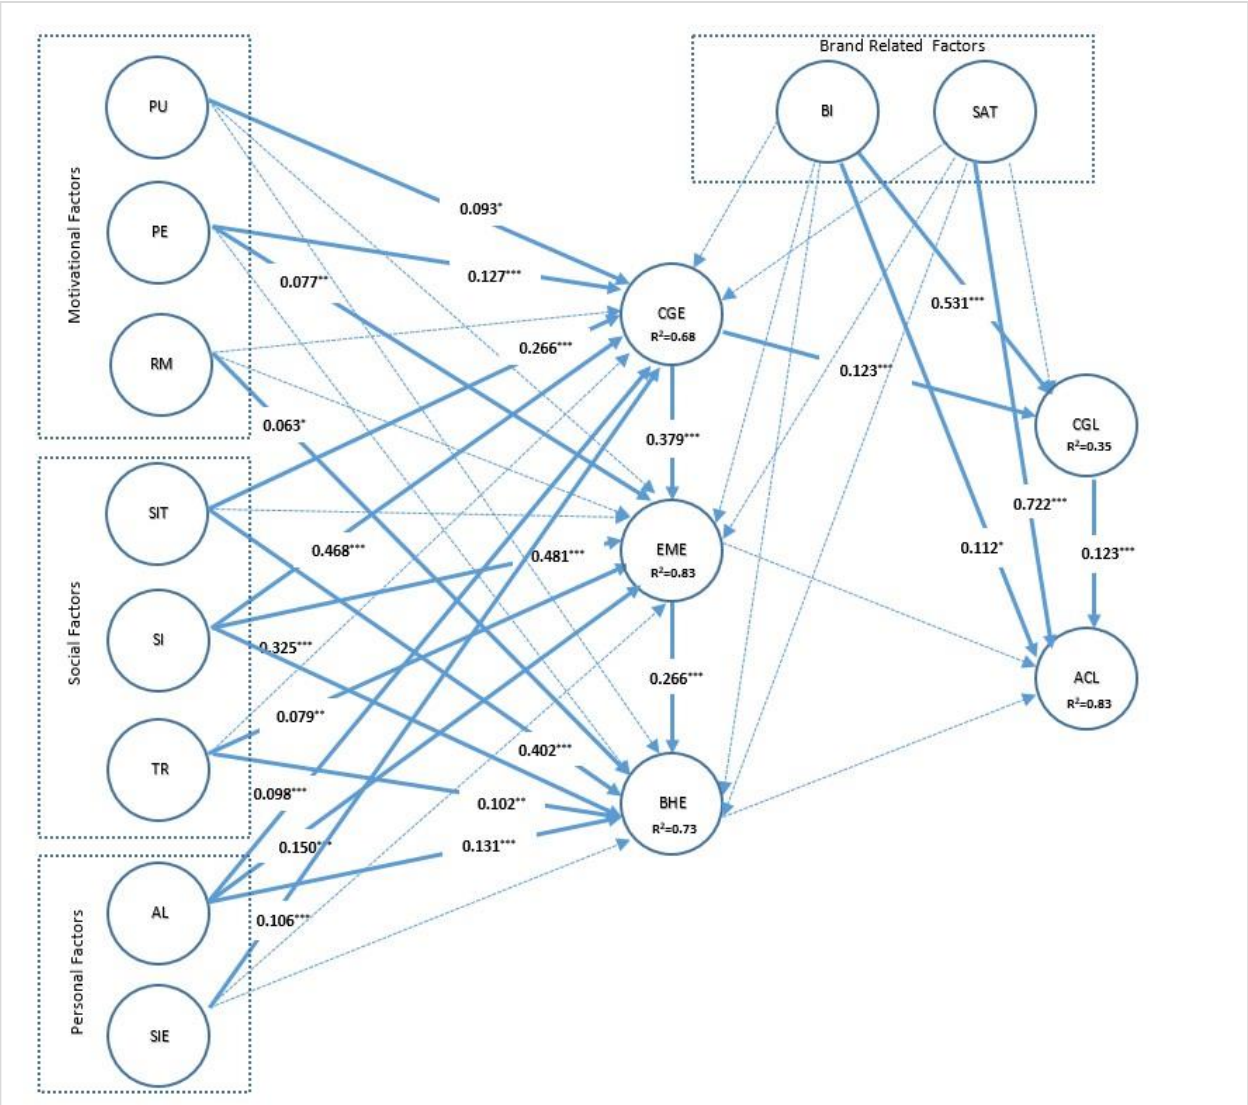 Brand Related Factors
BI
SAT
Motivational Factors
PU
PE
RM
0.093*
0.127***
0.077**
0.266***
0.063*
CGE
R²=0.68
0.531***
0.123***
CGL
R²=0.35
0.379***
Social Factors
SIT
SI
TR
0.468***
0.481***
0.325***
0.079**
EME
R²=0.83
0.722***
0.112*
0.123***
0.266***
ACL
R²=0.83
0.402***
0.098***
0.102**
0.150***
0.131***
BHE
R²=0.73
Personal Factors
AL
SIE
0.106***